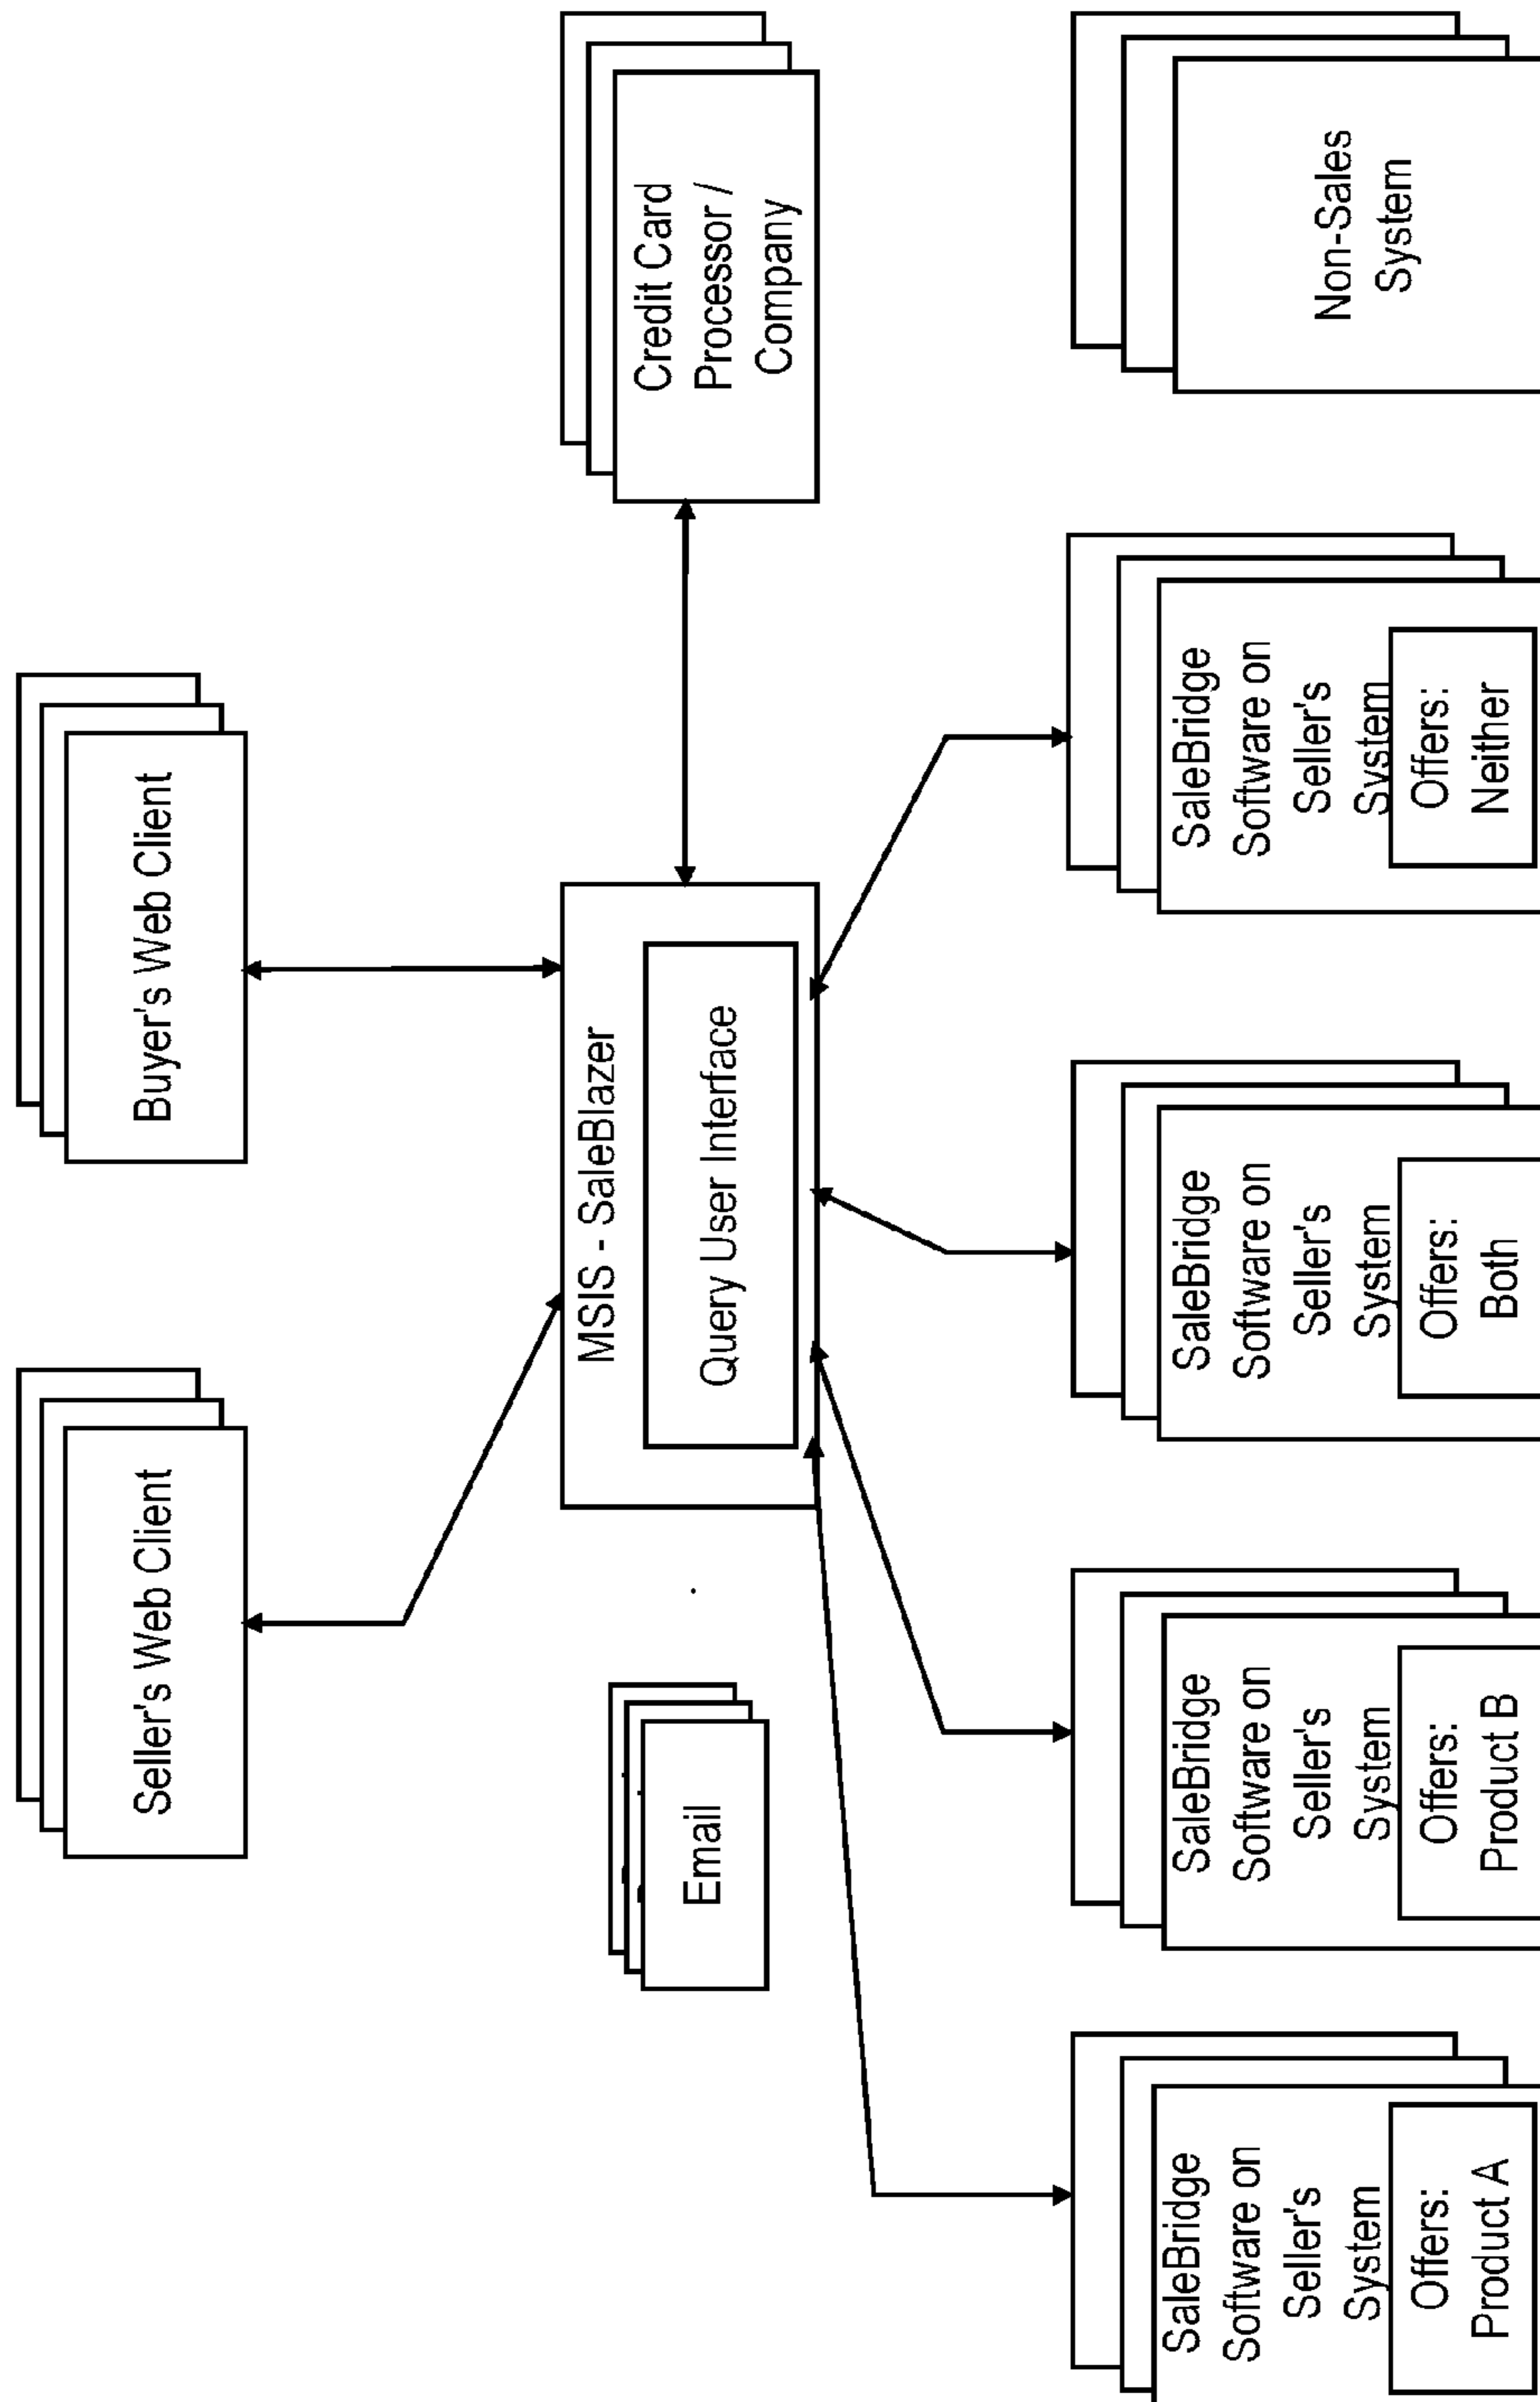 Seller's Web Client
Buyer's Web Client
Email
MSIS - SaleBlazer
Query User Interface
Credit Card
Processor /
Company
SaleBridge
Software on
Seller's
System
Offers:
Product A
SaleBridge
Software on
Seller's
System
Offers:
Product B
SaleBridge
Software on
Seller's
System
Offers:
Both
SaleBridge
Software on
Seller's
System
Offers:
Neither
Non-Sales
System